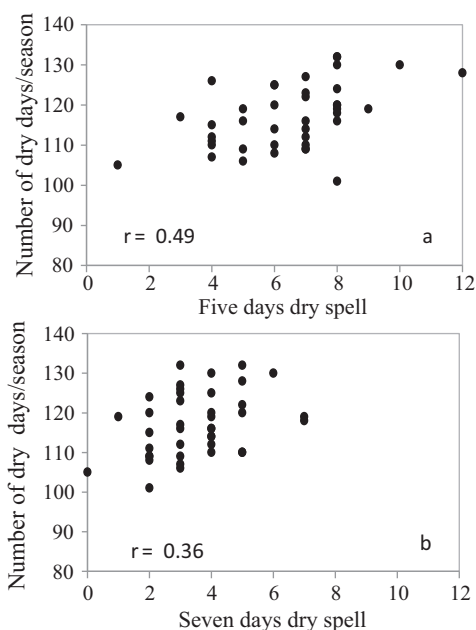 Number of dry days/season
140
130
120
110
100
90
80
r = 0.49
a
0 2 4 6 8 10 12
Five days dry spell
Number of dry days/season
140
130
120
110
100
90
80
r = 0.36
b
0 2 4 6 8 10 12
Seven days dry spell